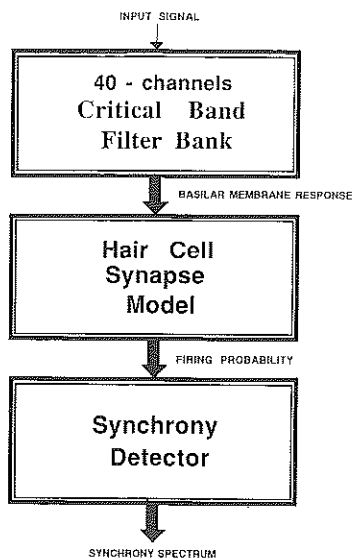 INPUT SIGNAL
40 - channels
Critical Band
Filter Bank
BASILAR MEMBRANE RESPONSE
Hair Cell
Synapse
Model
FIRING PROBABILITY
Synchrony
Detector
SYNCHRONY SPECTRUM